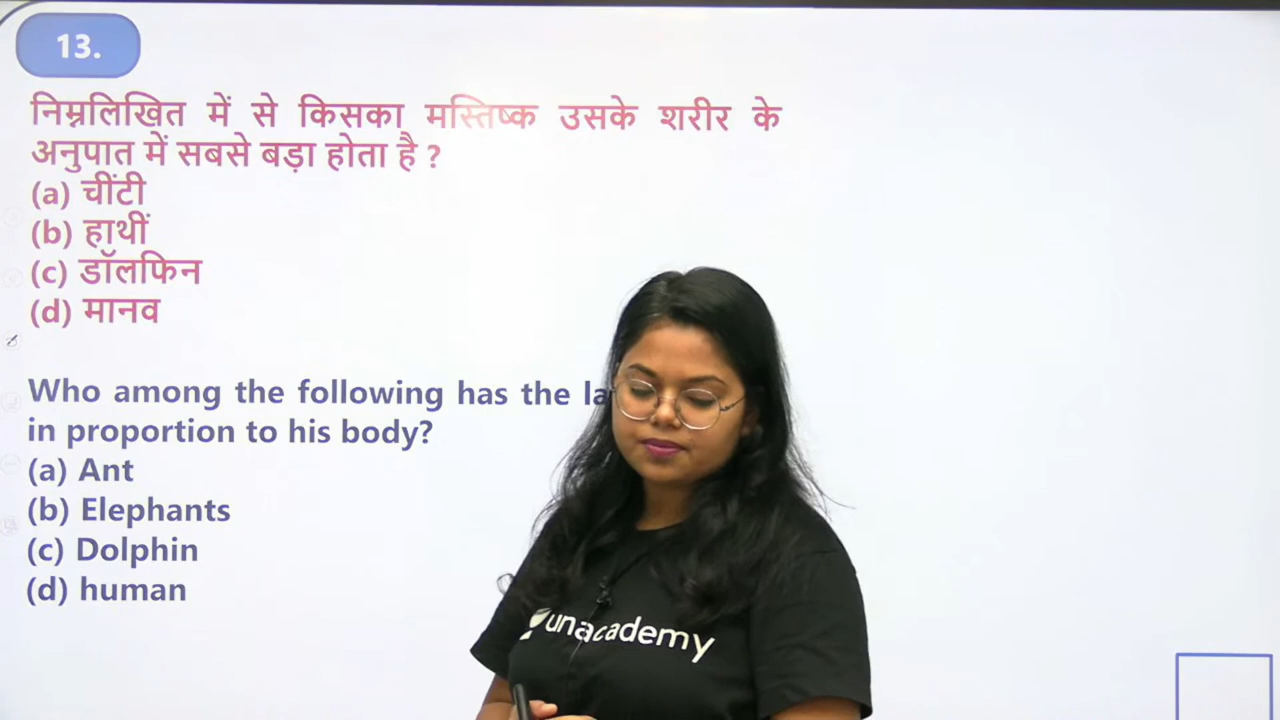 13.
निम्नलिखित में से किसका मस्तिष्क उसके शरीर के
अनुपात में सबसे बड़ा होता है ?
(a) चींटी
(b) हाथीं
(c) डॉलफिन
(d) मानव
Who among the following has the
in proportion to his body?
(a) Ant
(b) Elephants
(c) Dolphin
(d) human
unacademy